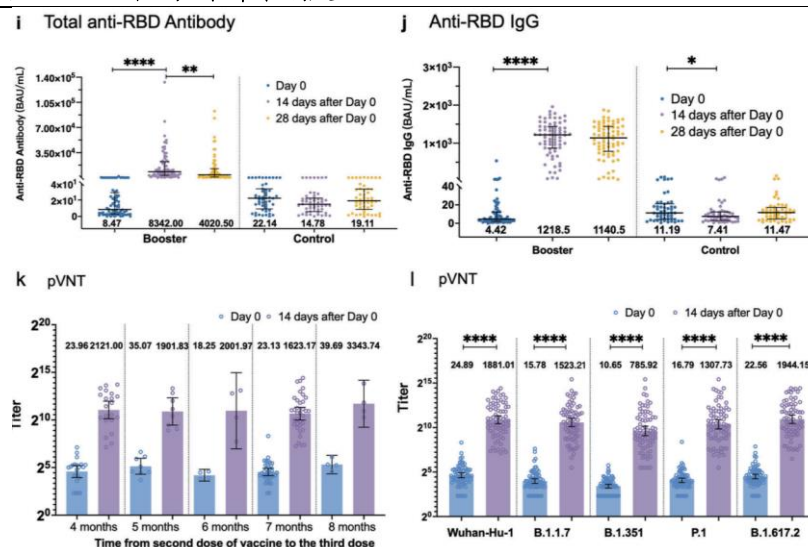 i Total anti-RBD Antibody
****
**
Day 0
14 days after Day 0
28 days after Day 0
Anti-RBD Antibody (BAU/mL)
1.40×10⁵
1.05×10⁵
7.00×10⁴
3.50×10⁴
4×10³
2×10³
0
8.47 8342.00 4020.50 22.14 14.78 19.11
Booster Control
j Anti-RBD IgG
****
*
Day 0
14 days after Day 0
28 days after Day 0
Anti-RBD IgG (BAU/mL)
2×10³
1×10³
40
20
0
4.42 1218.5 1140.5 11.19 7.41 11.47
Booster Control
k pVNT
Day 0 14 days after Day 0
23.96 2121.00 35.07 1901.83 18.25 2001.97 23.13 1623.17 39.69 3343.74
Titer
2²⁰
2¹⁵
2¹⁰
2⁵
2⁰
4 months 5 months 6 months 7 months 8 months
Time from second dose of vaccine to the third dose
l pVNT
Day 0 14 days after Day 0
**** **** **** **** ****
24.89 1881.01 15.78 1523.21 10.65 785.92 16.79 1307.73 22.56 1944.15
Titer
2²⁰
2¹⁵
2¹⁰
2⁵
2⁰
Wuhan-Hu-1 B.1.1.7 B.1.351 P.1 B.1.617.2